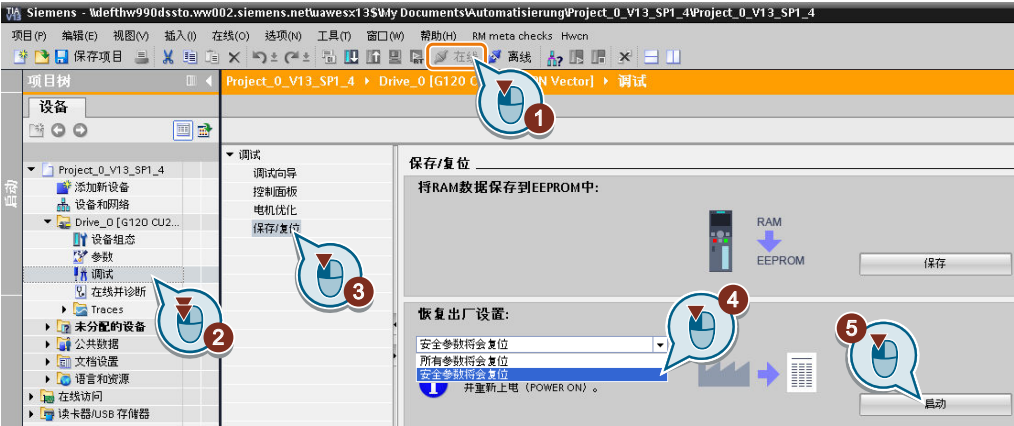 Siemens - \\defthw990dssto.ww002.siemens.net\uawesx13$\My Documents\Automatisierung\Project_0_V13_SP1_4\Project_0_V13_SP1_4
项目(P) 编辑(E) 视图(V) 插入(I) 在线(O) 选项(N) 工具(T) 窗口(W) 帮助(H) RM meta checks Hwcn
保存项目 在线 离线
项目树
Project_0_V13_SP1_4 Drive_0 [G120 Vector] 调试
设备
1
启动
Project_0_V13_SP1_4
添加新设备
设备和网络
Drive_0 [G120 CU2...
设备组态
参数
调试
在线并诊断
Traces
未分配的设备
公共数据
文档设置
语言和资源
在线访问
读卡器/USB 存储器
2
调试
调试向导
控制面板
电机优化
保存/复位
3
保存/复位
将RAM数据保存到EEPROM中:
RAM
EEPROM
保存
恢复出厂设置:
4
5
安全参数将会复位
所有参数将会复位
安全参数将会复位
并重新上电（POWER ON）。
启动